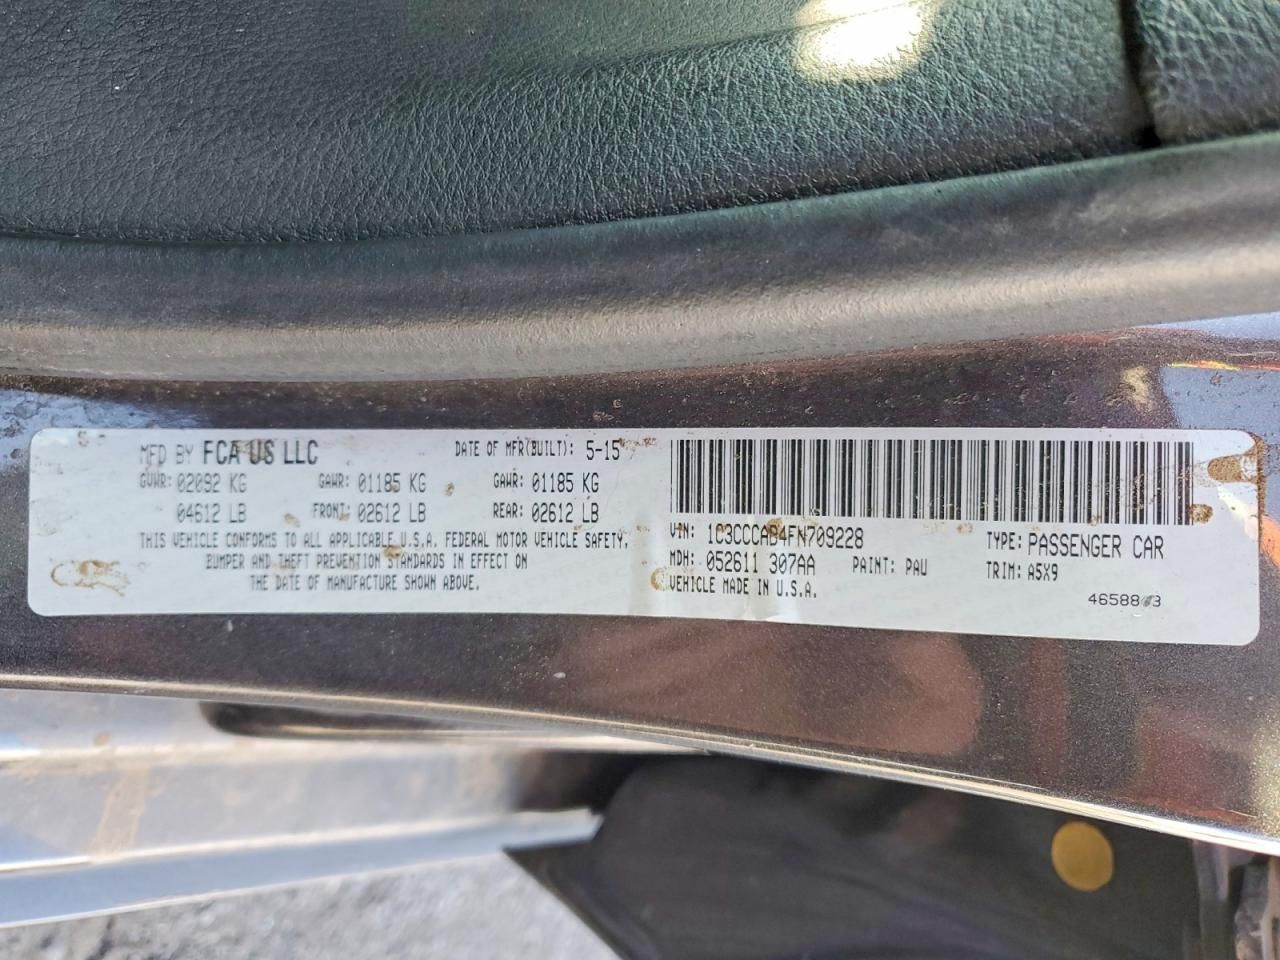 MFD BY FCA US LLC DATE OF MFR(BUILT): 5-15
GVWR: 02092 KG GAWR: 01185 KG GAWR: 01185 KG
04612 LB FRONT: 02612 LB REAR: 02612 LB
THIS VEHICLE CONFORMS TO ALL APPLICABLE U.S.A. FEDERAL MOTOR VEHICLE SAFETY,
BUMPER AND THEFT PREVENTION STANDARDS IN EFFECT ON
THE DATE OF MANUFACTURE SHOWN ABOVE.
VIN: 1C3CCCAB4FN709228 TYPE: PASSENGER CAR
MDH: 052611 307AA PAINT: PAU TRIM: A5X9
VEHICLE MADE IN U.S.A.